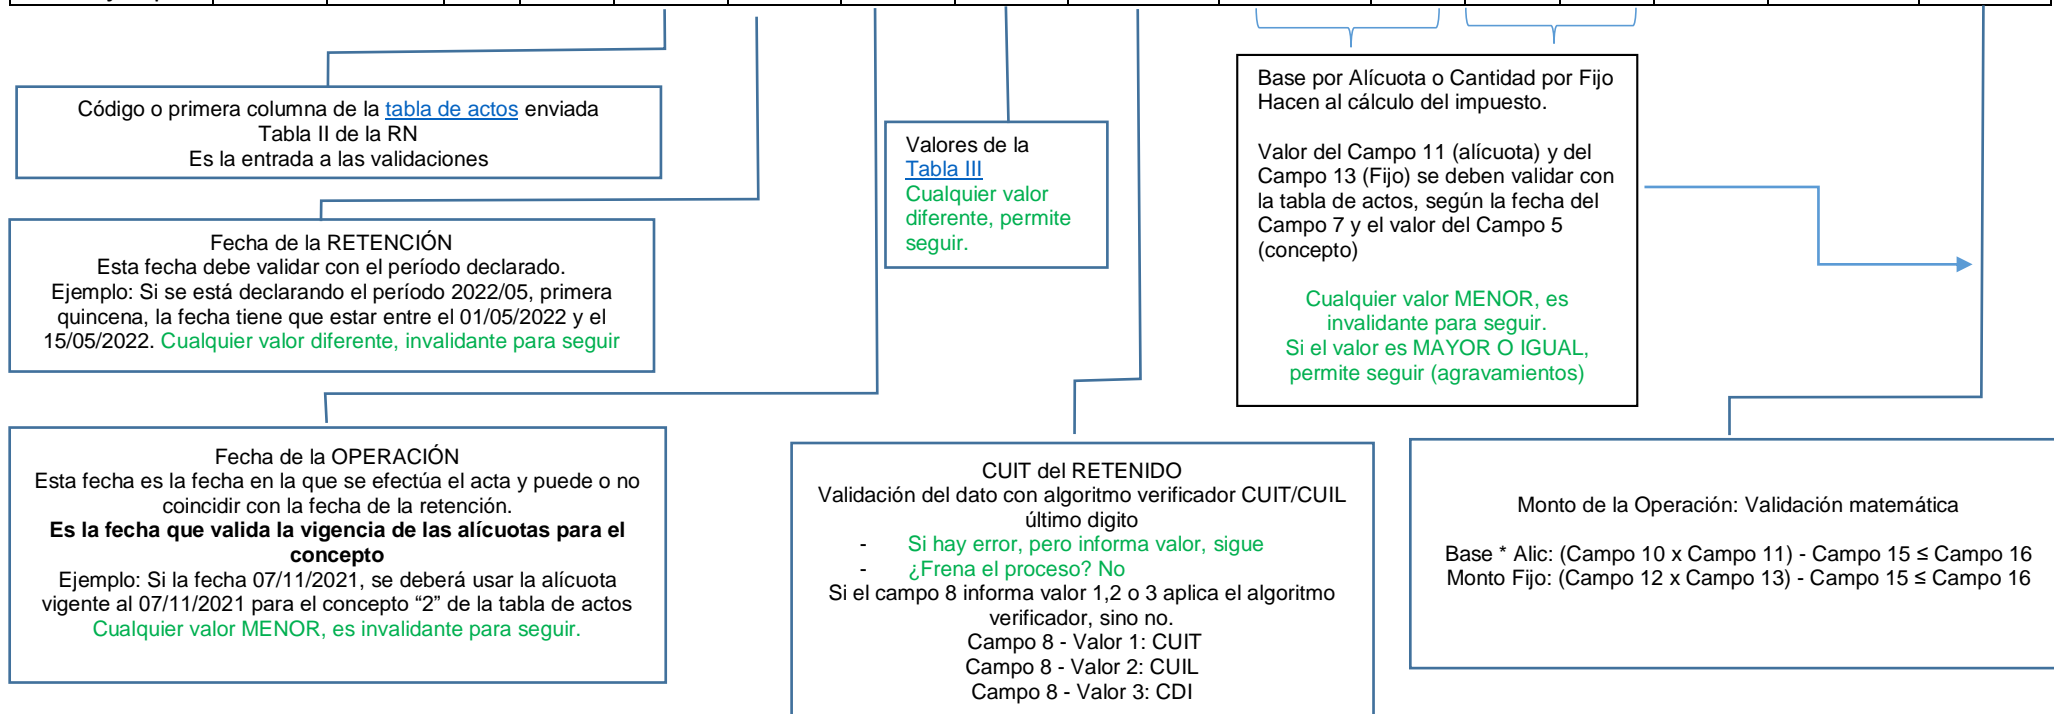 Código o primera columna de la tabla de actos enviada
Tabla II de la RN
Es la entrada a las validaciones
Fecha de la RETENCIÓN
Esta fecha debe validar con el período declarado.
Ejemplo: Si se está declarando el período 2022/05, primera
quincena, la fecha tiene que estar entre el 01/05/2022 y el
15/05/2022. Cualquier valor diferente, invalidante para seguir
Fecha de la OPERACIÓN
Esta fecha es la fecha en la que se efectúa el acta y puede o no
coincidir con la fecha de la retención.
Es la fecha que valida la vigencia de las alícuotas para el
concepto
Ejemplo: Si la fecha 07/11/2021, se deberá usar la alícuota
vigente al 07/11/2021 para el concepto “2” de la tabla de actos
Cualquier valor MENOR, es invalidante para seguir.
Valores de la
Tabla III
Cualquier valor
diferente, permite
seguir.
CUIT del RETENIDO
Validación del dato con algoritmo verificador CUIT/CUIL
último digito
- Si hay error, pero informa valor, sigue
- ¿Frena el proceso? No
Si el campo 8 informa valor 1,2 o 3 aplica el algoritmo
verificador, sino no.
Campo 8 - Valor 1: CUIT
Campo 8 - Valor 2: CUIL
Campo 8 - Valor 3: CDI
Base por Alícuota o Cantidad por Fijo
Hacen al cálculo del impuesto.
Valor del Campo 11 (alícuota) y del
Campo 13 (Fijo) se deben validar con
la tabla de actos, según la fecha del
Campo 7 y el valor del Campo 5
(concepto)
Cualquier valor MENOR, es
invalidante para seguir.
Si el valor es MAYOR O IGUAL,
permite seguir (agravamientos)
Monto de la Operación: Validación matemática
Base * Alic: (Campo 10 x Campo 11) - Campo 15 ≤ Campo 16
Monto Fijo: (Campo 12 x Campo 13) - Campo 15 ≤ Campo 16